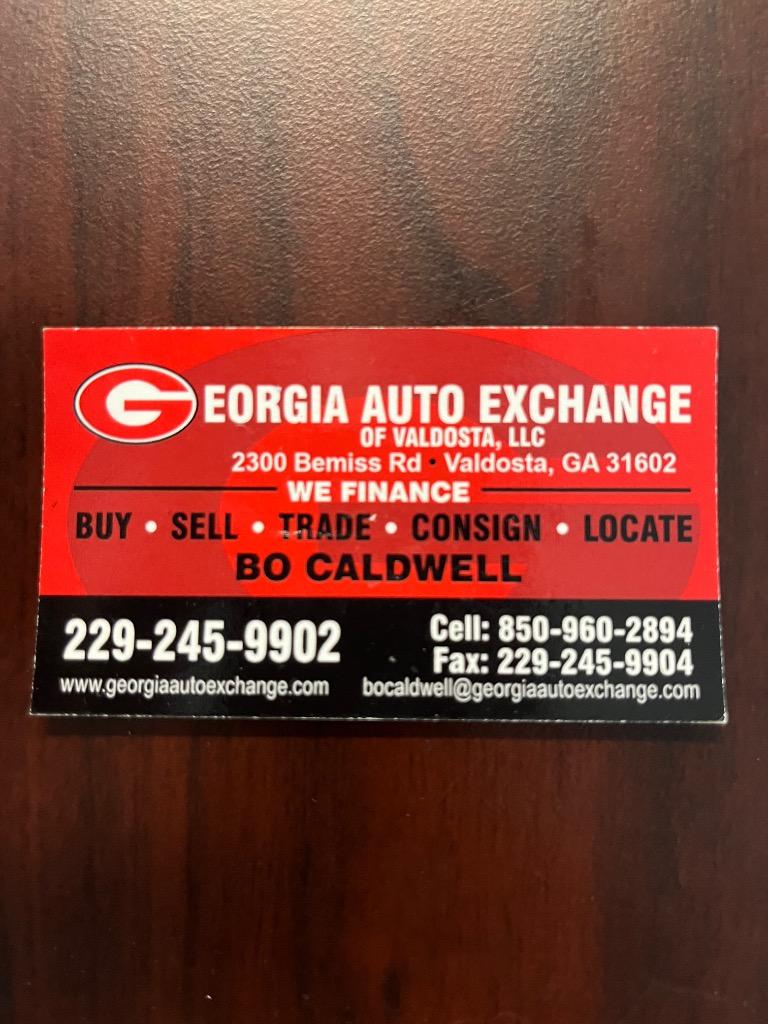 GEORGIA AUTO EXCHANGE
OF VALDOSTA, LLC
2300 Bemiss Rd • Valdosta, GA 31602
WE FINANCE
BUY • SELL • TRADE • CONSIGN • LOCATE
BO CALDWELL
229-245-9902
Cell: 850-960-2894
Fax: 229-245-9904
www.georgiaautoexchange.com
bocaldwell@georgiaautoexchange.com